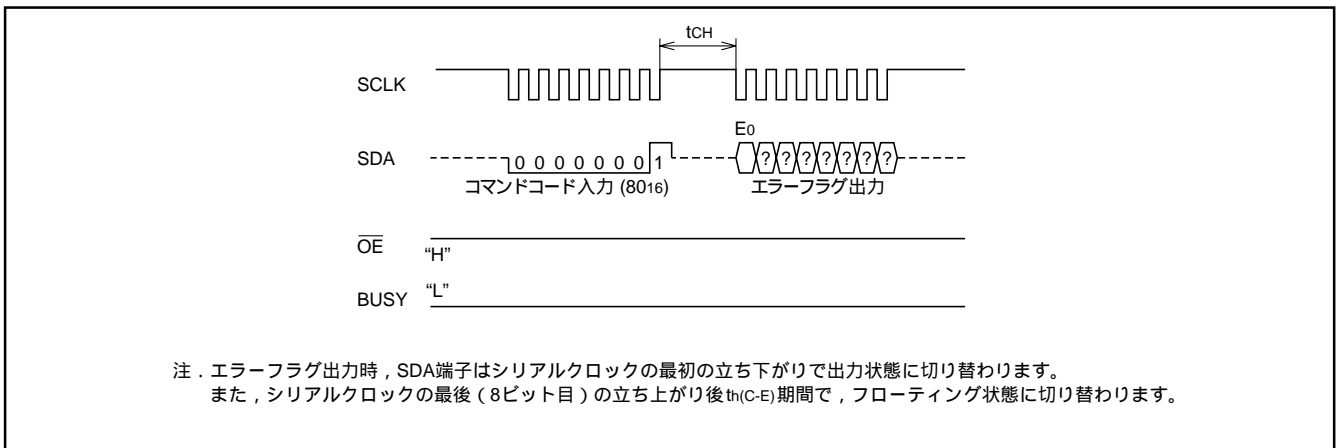 tCH
SCLK
E0
SDA
0 0 0 0 0 0 0 1
? ? ? ? ? ? ?
コマンドコード入力 (8016)
エラーフラグ出力
OE
“H”
BUSY
“L”
注．エラーフラグ出力時，SDA端子はシリアルクロックの最初の立ち下がりで出力状態に切り替わります。
また，シリアルクロックの最後（8ビット目）の立ち上がり後th(C-E)期間で，フローティング状態に切り替わります。